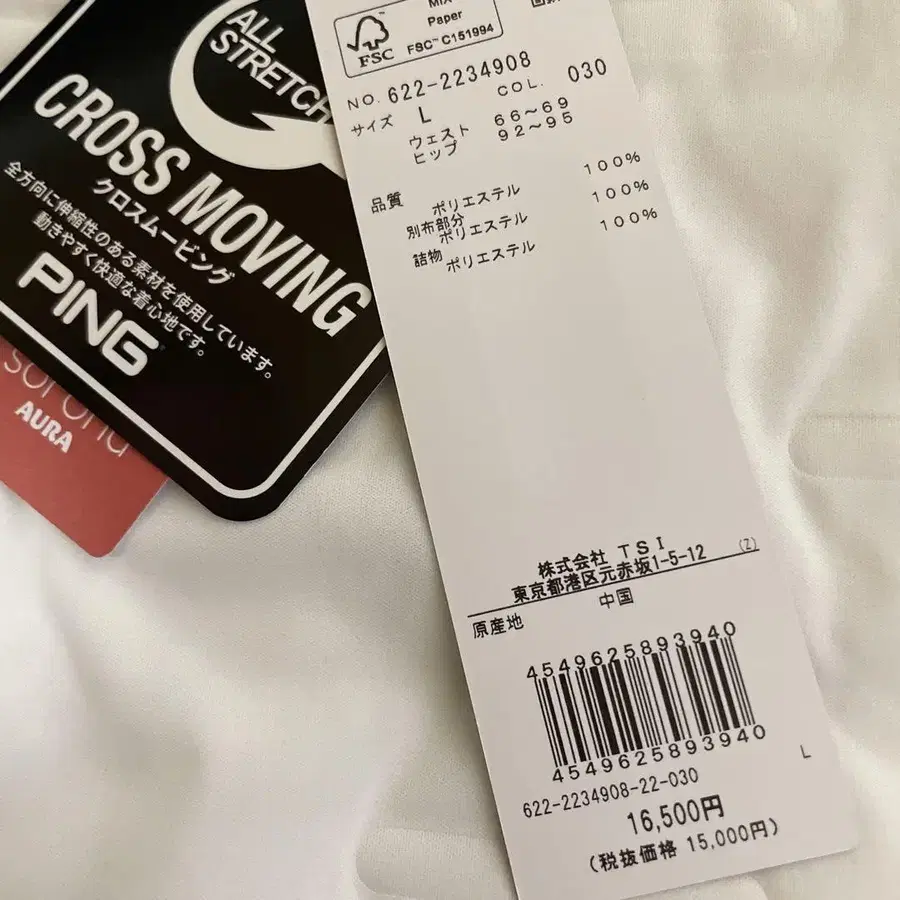 ALL
STRETCH
CROSS MOVING
クロスムービング
全方向に伸縮性のある素材を使用しています。
動きやすく快適な着心地です。
PING
AURA
MIX
Paper
FSC™ C151994
FSC
NO. 622-2234908
COL. 030
サイズ L
ウェスト 66〜69
ヒップ 92〜95
品質
ポリエステル 100%
別布部分
ポリエステル 100%
詰物
ポリエステル 100%
株式会社 TSI
東京都港区元赤坂1-5-12 (Z)
原産地 中国
4549625893940
4549625893940
622-2234908-22-030 L
16,500円
(税抜価格 15,000円)